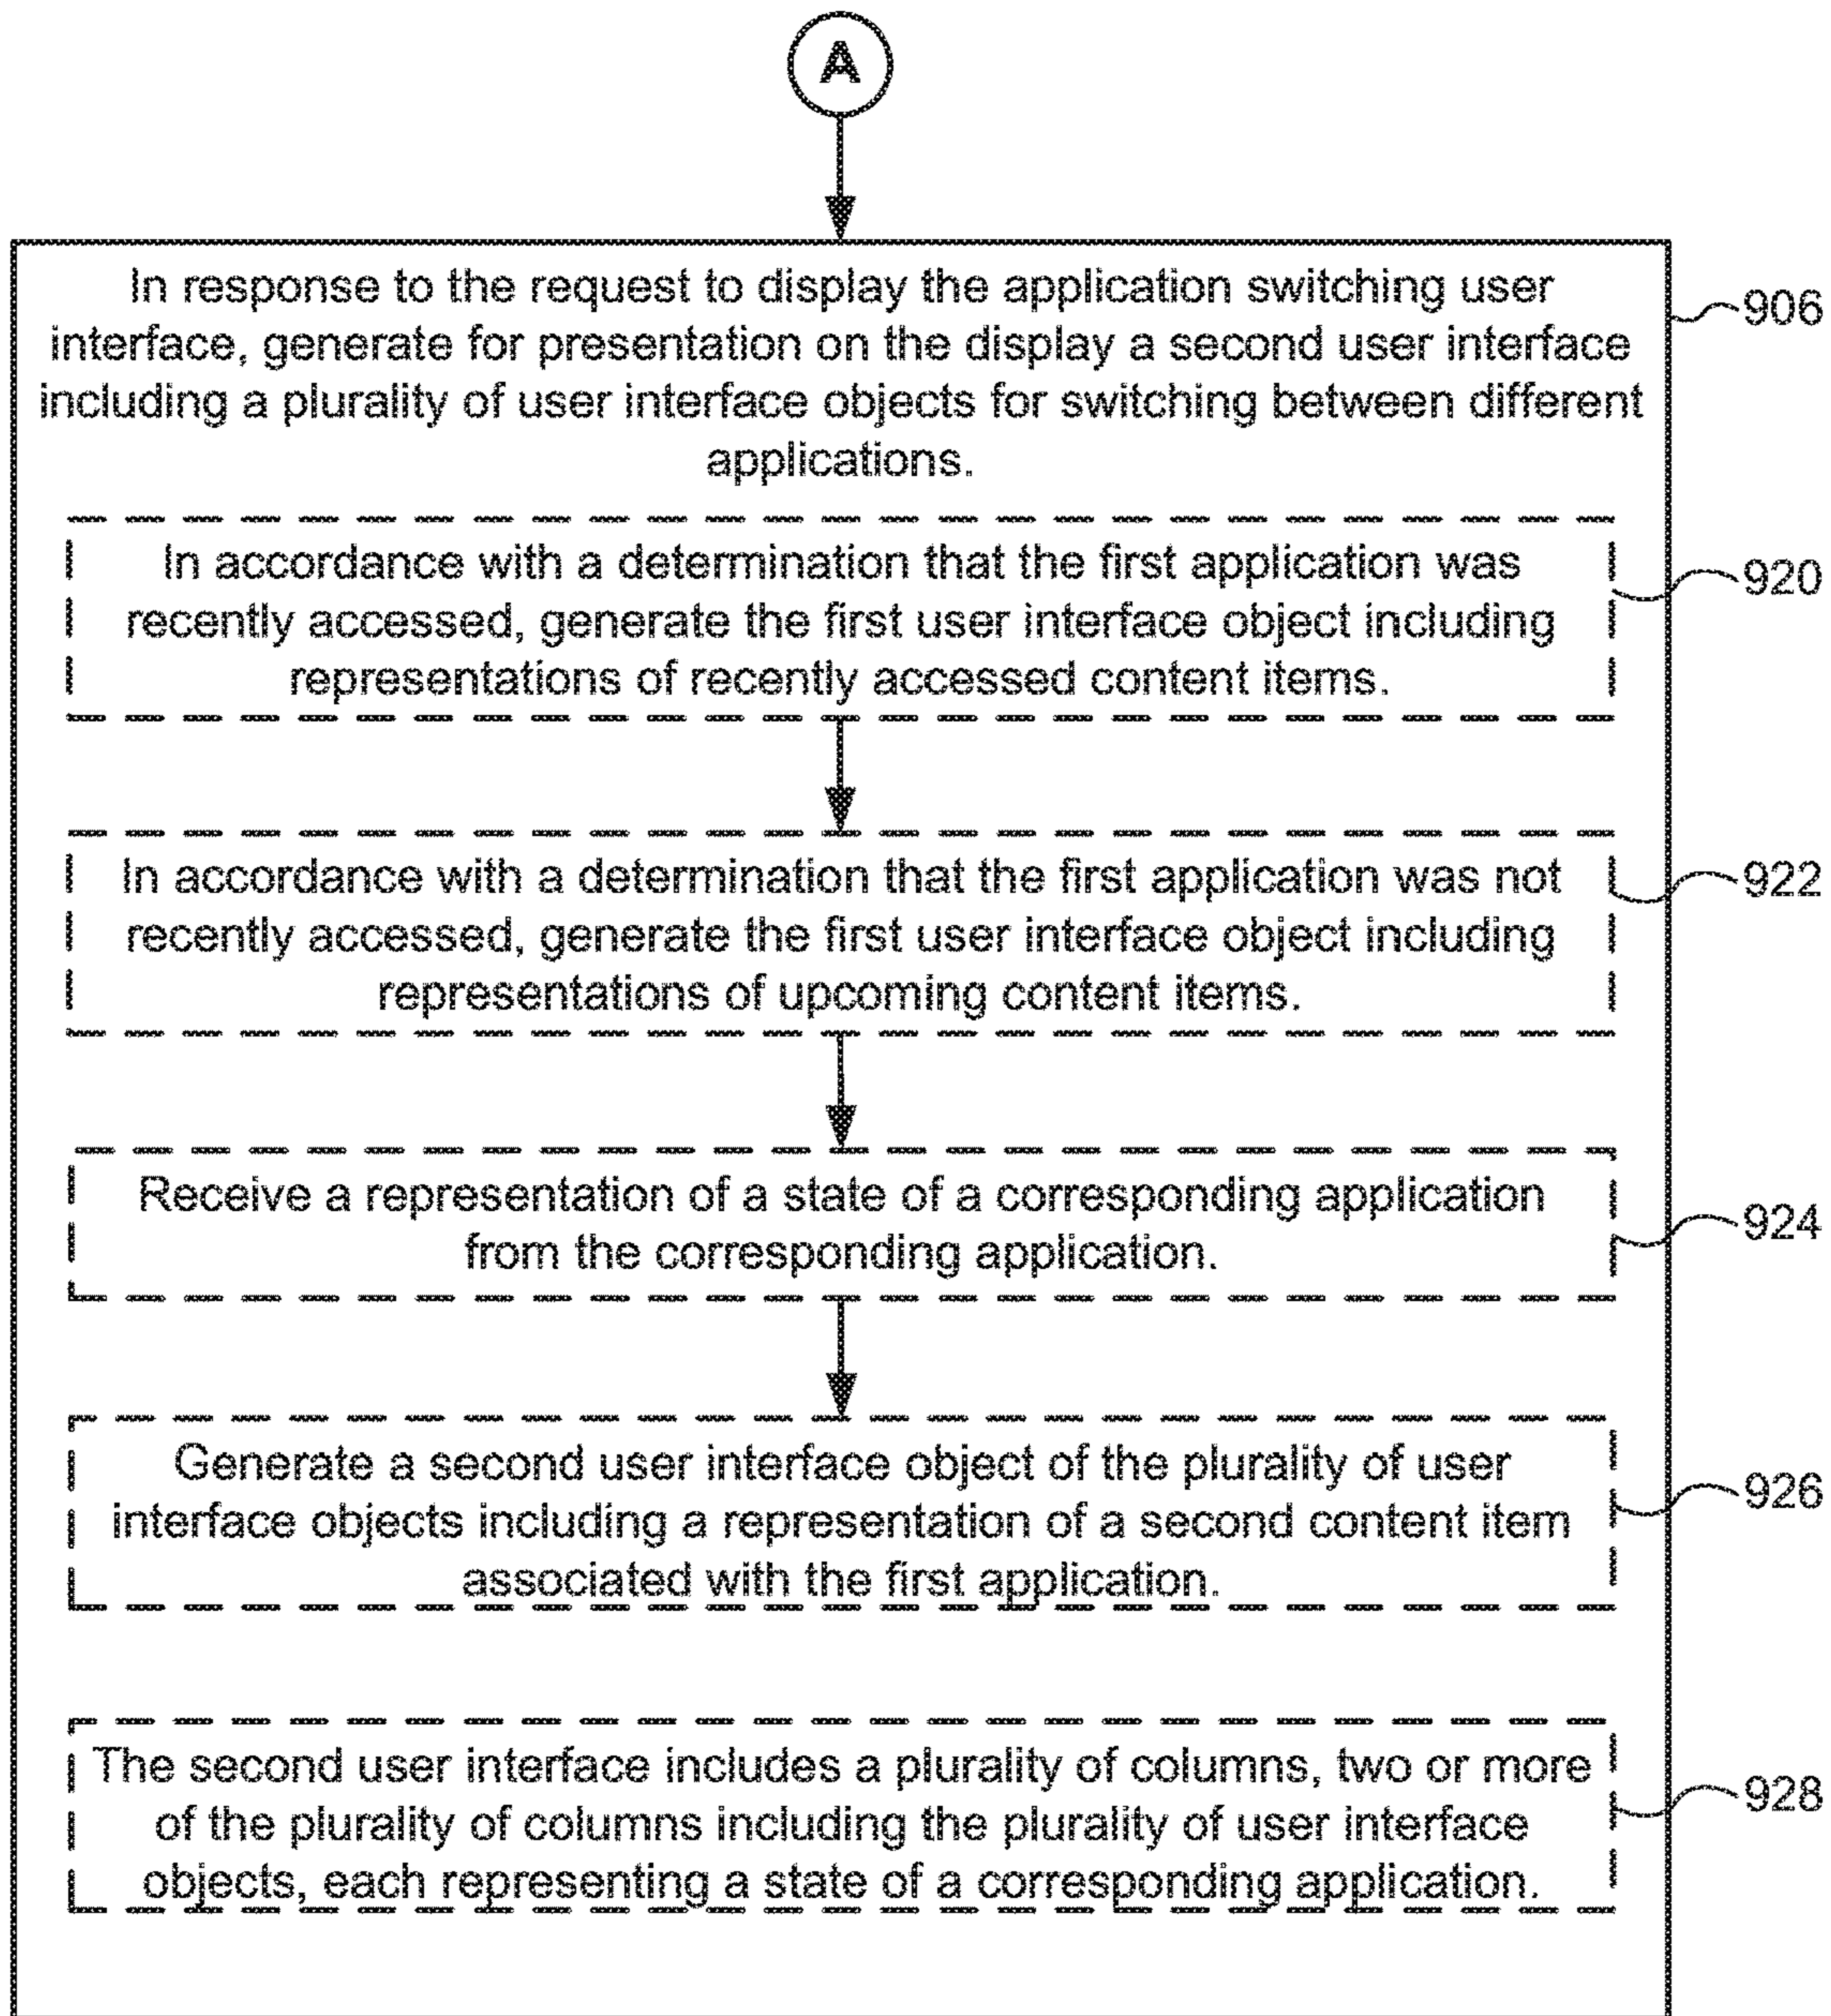 A
In response to the request to display the application switching user
interface, generate for presentation on the display a second user interface
including a plurality of user interface objects for switching between different
applications.
906
In accordance with a determination that the first application was
recently accessed, generate the first user interface object including
representations of recently accessed content items.
920
In accordance with a determination that the first application was not
recently accessed, generate the first user interface object including
representations of upcoming content items.
922
Receive a representation of a state of a corresponding application
from the corresponding application.
924
Generate a second user interface object of the plurality of user
interface objects including a representation of a second content item
associated with the first application.
926
The second user interface includes a plurality of columns, two or more
of the plurality of columns including the plurality of user interface
objects, each representing a state of a corresponding application.
928